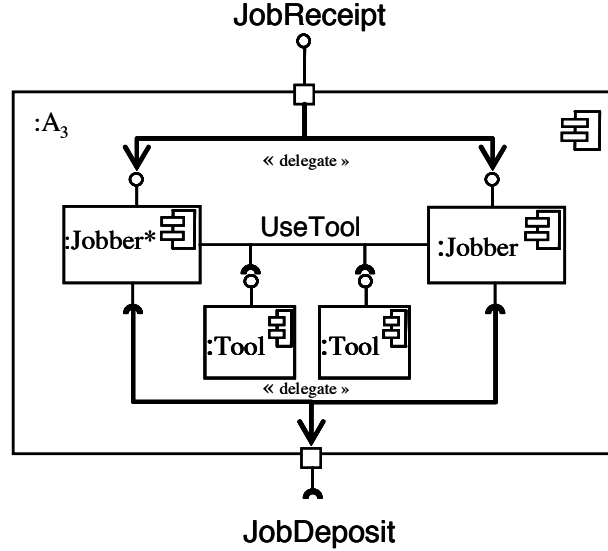 JobReceipt
:A3
« delegate »
:Jobber*
UseTool
:Jobber
:Tool
:Tool
« delegate »
JobDeposit